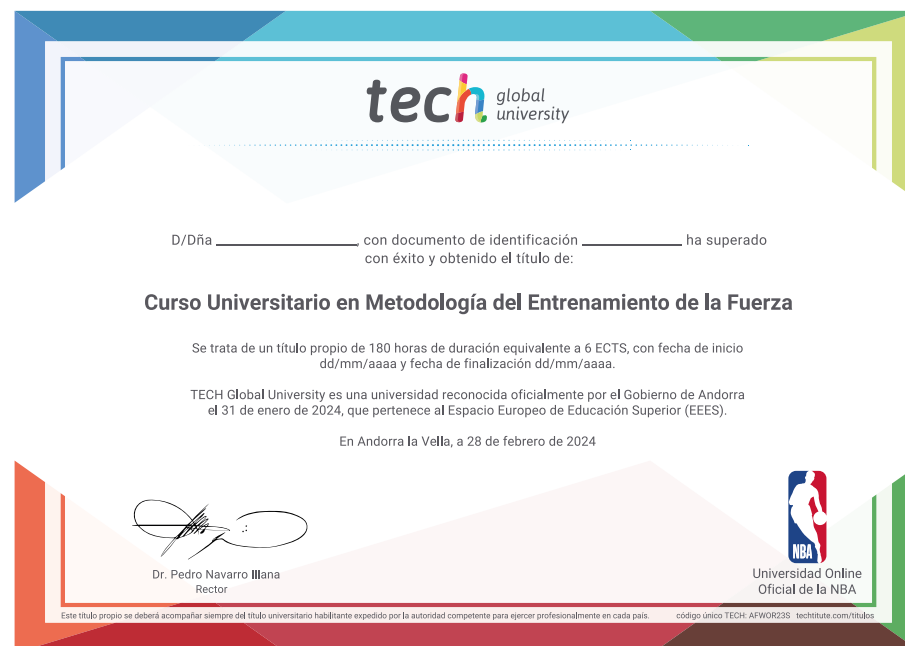 tech global university
D/Dña ________________, con documento de identificación ____________ ha superado
con éxito y obtenido el título de:
Curso Universitario en Metodología del Entrenamiento de la Fuerza
Se trata de un título propio de 180 horas de duración equivalente a 6 ECTS, con fecha de inicio
dd/mm/aaaa y fecha de finalización dd/mm/aaaa.
TECH Global University es una universidad reconocida oficialmente por el Gobierno de Andorra
el 31 de enero de 2024, que pertenece al Espacio Europeo de Educación Superior (EEES).
En Andorra la Vella, a 28 de febrero de 2024
Dr. Pedro Navarro Illana
Rector
NBA
Universidad Online
Oficial de la NBA
Este título propio se deberá acompañar siempre del título universitario habilitante expedido por la autoridad competente para ejercer profesionalmente en cada país. código único TECH: AFWOR23S techtitute.com/titulos